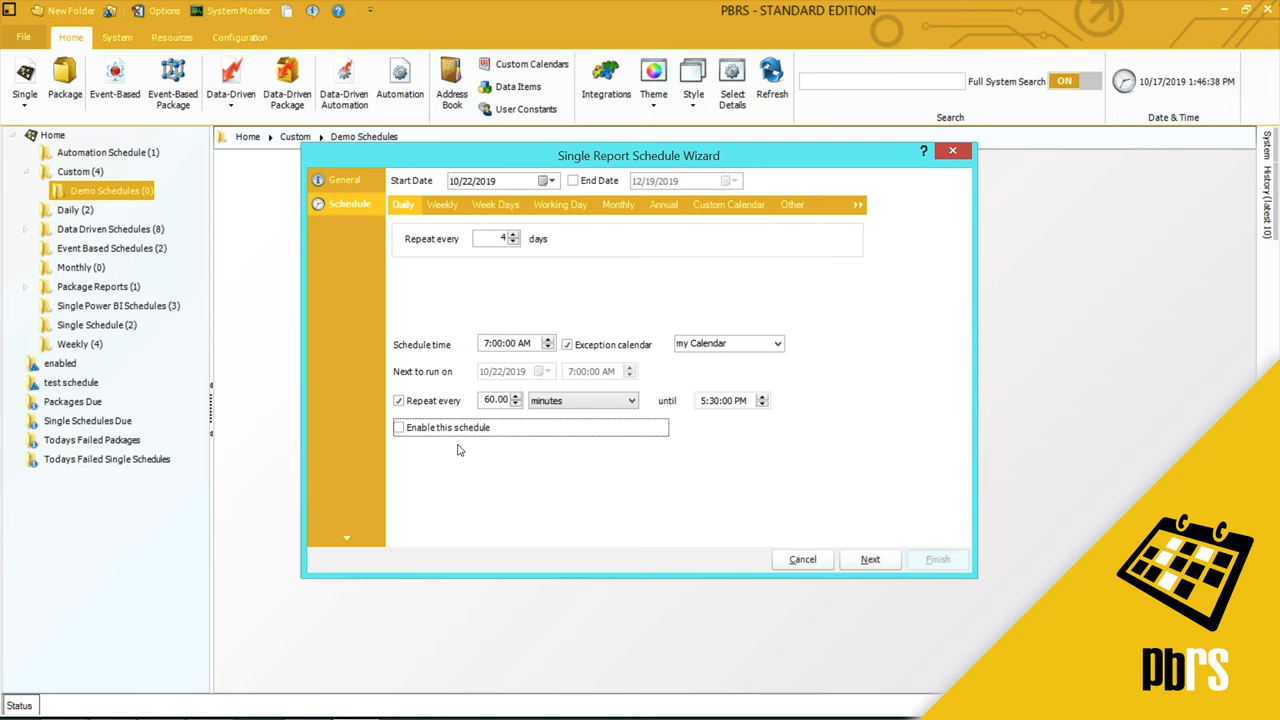 New Folder Options System Monitor
PBRS - STANDARD EDITION
File Home System Resources Configuration
Single Package Event-Based Event-Based Package Data-Driven Data-Driven Package Data-Driven Automation Automation
Address Book
Custom Calendars
Data Items
User Constants
Integrations Theme Style Select Details Refresh
Full System Search ON
Search
10/17/2019 1:46:38 PM
Date & Time
Home
Automation Schedule (1)
Custom (4)
Demo Schedules (0)
Daily (2)
Data Driven Schedules (8)
Event Based Schedules (2)
Monthly (0)
Package Reports (1)
Single Power BI Schedules (3)
Single Schedule (2)
Weekly (4)
enabled
test schedule
Packages Due
Single Schedules Due
Todays Failed Packages
Todays Failed Single Schedules
Home Custom Demo Schedules
Single Report Schedule Wizard
?
General
Schedule
Start Date 10/22/2019 End Date 12/19/2019
Daily Weekly Week Days Working Day Monthly Annual Custom Calendar Other
Repeat every 4 days
Schedule time 7:00:00 AM Exception calendar my Calendar
Next to run on 10/22/2019 7:00:00 AM
Repeat every 60.00 minutes until 5:30:00 PM
Enable this schedule
Cancel Next Finish
System History (latest 10)
Status
pbrs